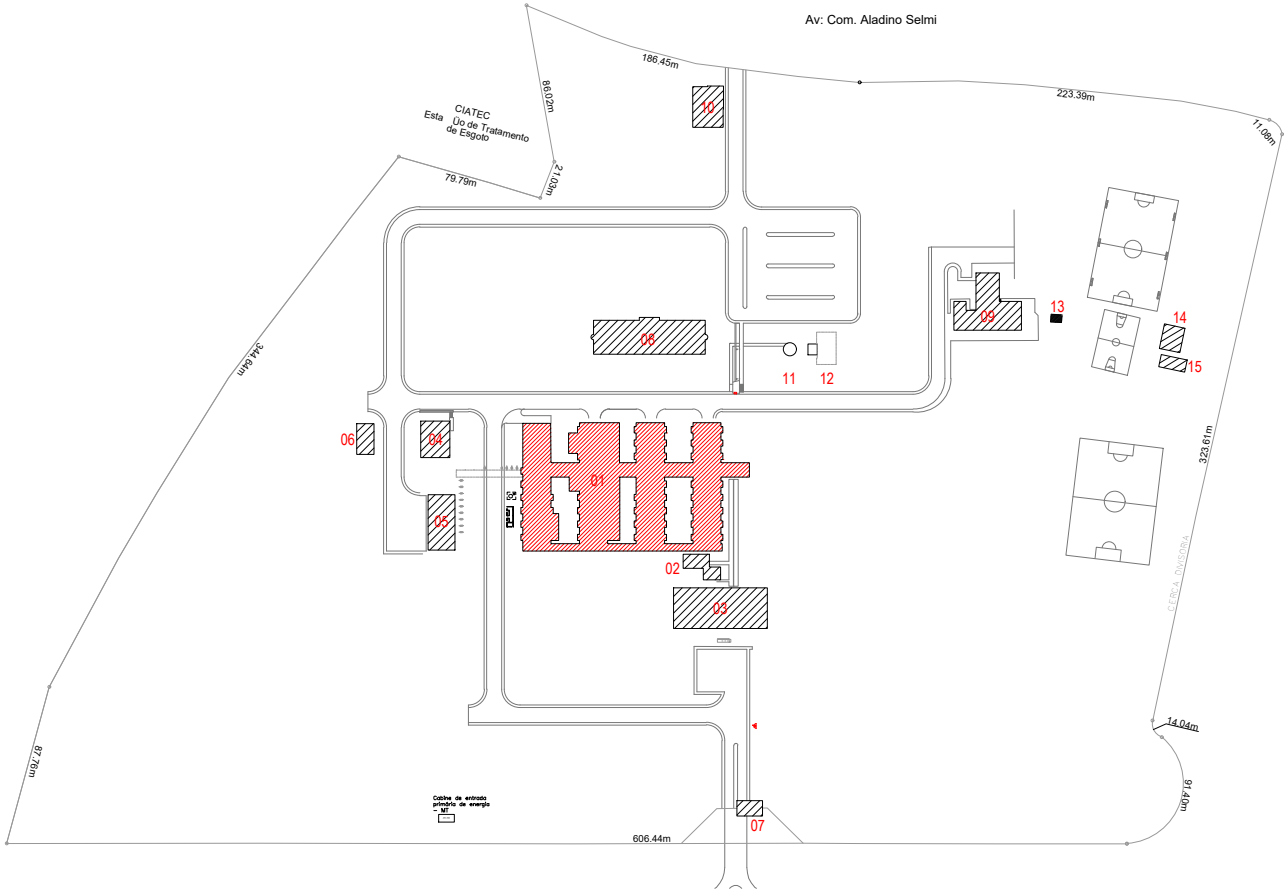 Av: Com. Aladino Selmi
186.45m
86.02m
223.39m
10
CIATEC
Esta Üo de Tratamento
de Esgoto
11.08m
79.79m
21.03m
13
09
14
08
15
11
12
344.64m
06
04
323.61m
01
05
02
CERCA DIVISORIA
03
14.04m
87.76m
91.40m
Cabine de entrada
primária de energia
- MT
07
606.44m